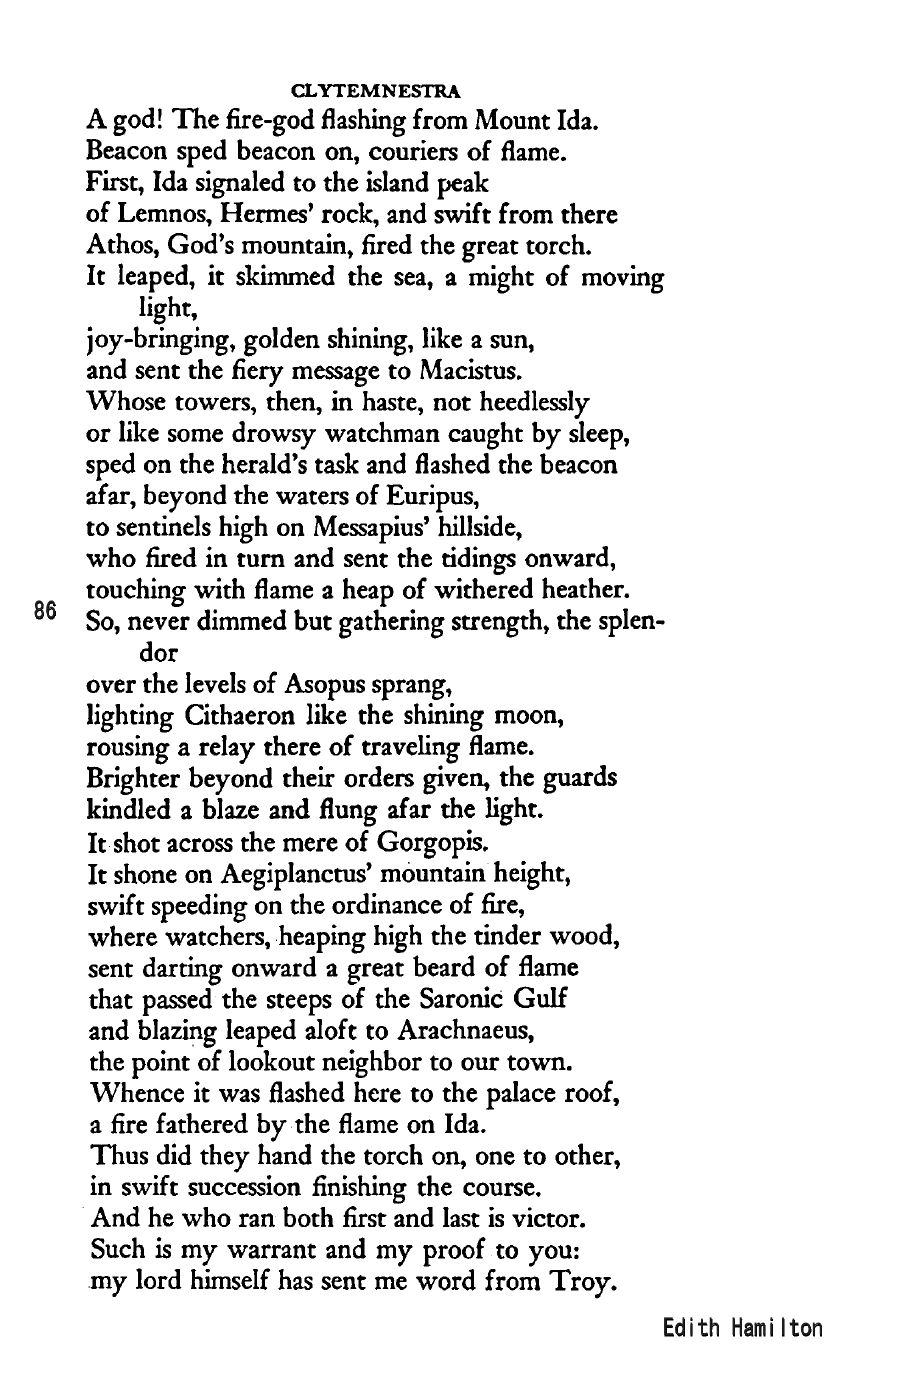 CLYTEMNESTRA
A god! The fire-god flashing from Mount Ida.
Beacon sped beacon on, couriers of flame.
First, Ida signaled to the island peak
of Lemnos, Hermes' rock, and swift from there
Athos, God's mountain, fired the great torch.
It leaped, it skimmed the sea, a might of moving
light,
joy-bringing, golden shining, like a sun,
and sent the fiery message to Macistus.
Whose towers, then, in haste, not heedlessly
or like some drowsy watchman caught by sleep,
sped on the herald's task and flashed the beacon
afar, beyond the waters of Euripus,
to sentinels high on Messapius' hillside,
who fired in turn and sent the tidings onward,
touching with flame a heap of withered heather.
86
So, never dimmed but gathering strength, the splen-
dor
over the levels of Asopus sprang,
lighting Cithaeron like the shining moon,
rousing a relay there of traveling flame.
Brighter beyond their orders given, the guards
kindled a blaze and flung afar the light.
It shot across the mere of Gorgopis.
It shone on Aegiplanctus' mountain height,
swift speeding on the ordinance of fire,
where watchers, heaping high the tinder wood,
sent darting onward a great beard of flame
that passed the steeps of the Saronic Gulf
and blazing leaped aloft to Arachnaeus,
the point of lookout neighbor to our town.
Whence it was flashed here to the palace roof,
a fire fathered by the flame on Ida.
Thus did they hand the torch on, one to other,
in swift succession finishing the course.
And he who ran both first and last is victor.
Such is my warrant and my proof to you:
my lord himself has sent me word from Troy.
Edith Hamilton